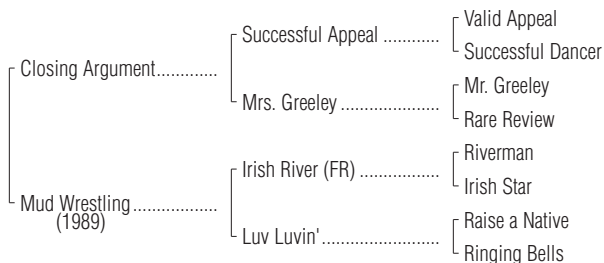 Valid Appeal
Successful Appeal ............
Successful Dancer
Closing Argument.............
Mr. Greeley
Mrs. Greeley ....................
Rare Review
Riverman
Irish River (FR) ................
Irish Star
Mud Wrestling..................
(1989)
Raise a Native
Luv Luvin'........................
Ringing Bells